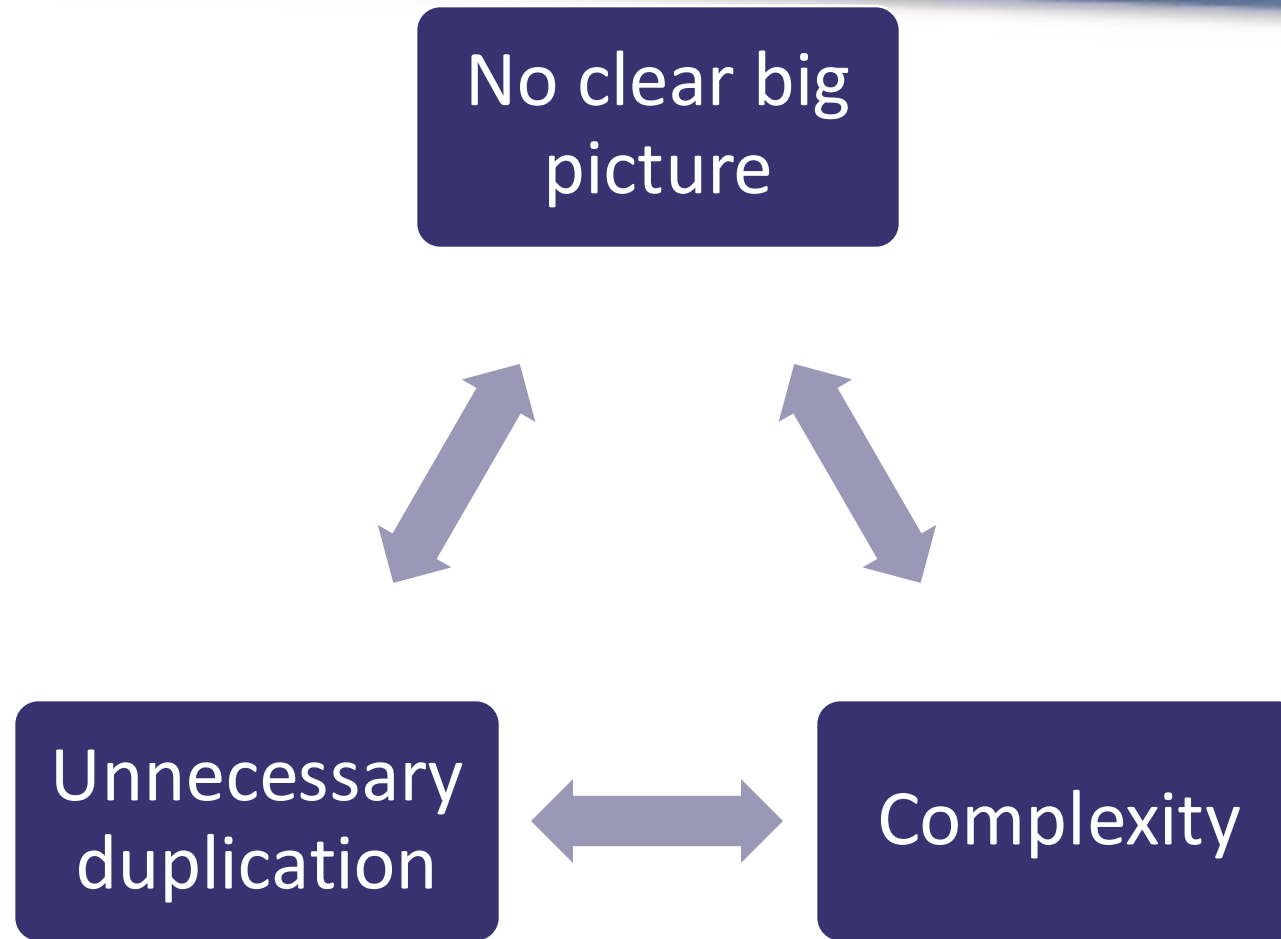 No clear big
picture
Unnecessary
duplication
Complexity